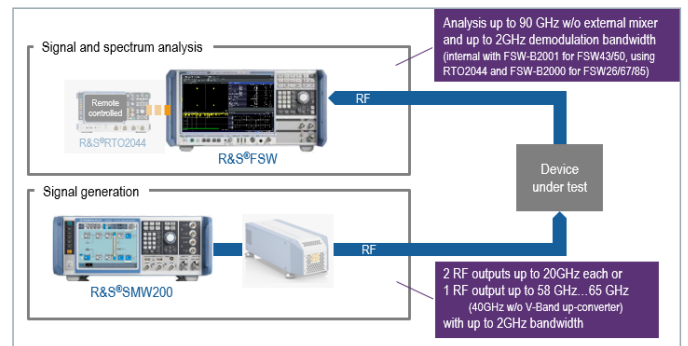 Analysis up to 90 GHz w/o external mixer
and up to 2GHz demodulation bandwidth
(internal with FSW-B2001 for FSW43/50, using
RTO2044 and FSW-B2000 for FSW26/67/85)
Signal and spectrum analysis
Remote
controlled
R&S®RTO2044
R&S®FSW
RF
Device
under test
Signal generation
R&S®SMW200
RF
2 RF outputs up to 20GHz each or
1 RF output up to 58 GHz...65 GHz
(40GHz w/o V-Band up-converter)
with up to 2GHz bandwidth